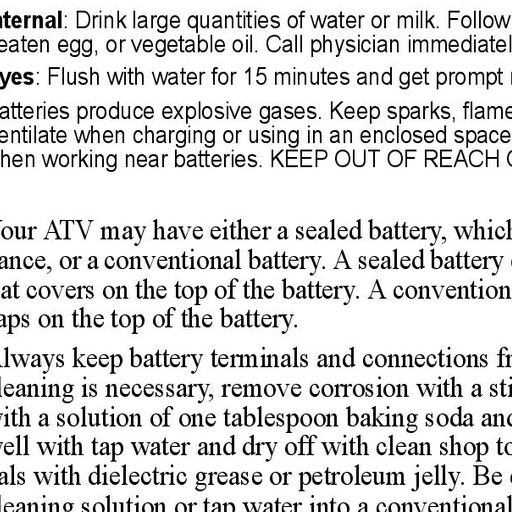 nternal: Drink large quantities of water or milk. Follow
eaten egg, or vegetable oil. Call physician immediatel
yes: Flush with water for 15 minutes and get prompt
atteries produce explosive gases. Keep sparks, flame
entilate when charging or using in an enclosed space
hen working near batteries. KEEP OUT OF REACH
our ATV may have either a sealed battery, which
ance, or a conventional battery. A sealed battery
at covers on the top of the battery. A convention
aps on the top of the battery.
lways keep battery terminals and connections fr
leaning is necessary, remove corrosion with a sti
ith a solution of one tablespoon baking soda and
ell with tap water and dry off with clean shop to
als with dielectric grease or petroleum jelly. Be
leaning solution or tap water into a conventional